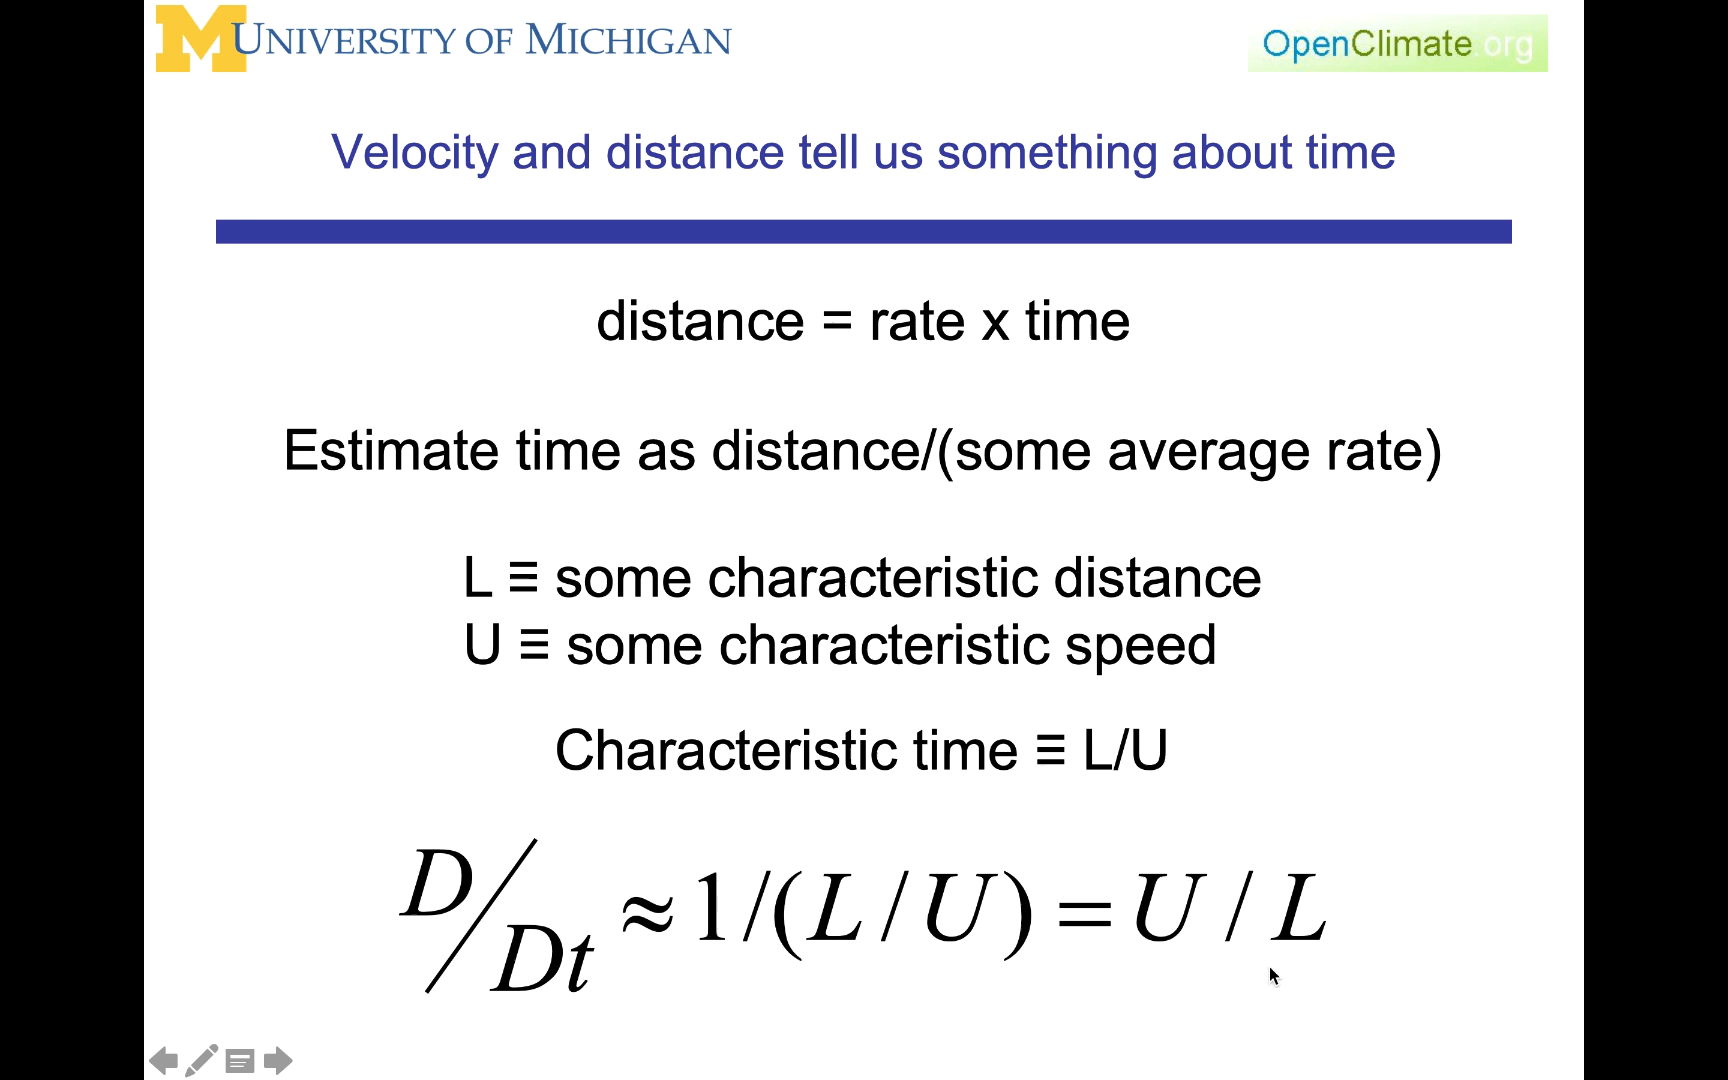 M UNIVERSITY OF MICHIGAN
OpenClimate.org
Velocity and distance tell us something about time
distance = rate x time
Estimate time as distance/(some average rate)
L ≡ some characteristic distance
U ≡ some characteristic speed
Characteristic time ≡ L/U
D/Dt ≈ 1/(L/U) = U/L